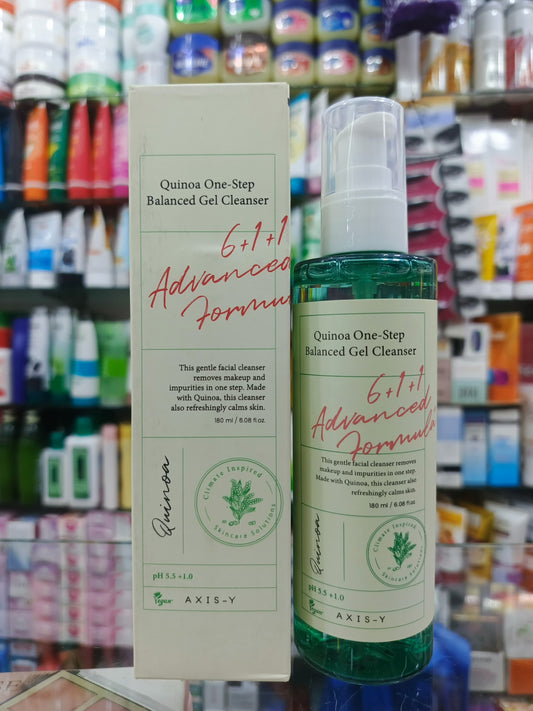 Quinoa One-Step
Balanced Gel Cleanser
6+1+1
Advanced
Formul
This gentle facial cleanser
removes makeup and
impurities in one step. Made
with Quinoa, this cleanser
also refreshingly calms skin.
180 ml / 6.08 fl oz.
Quinoa
Climate Inspired
Skincare Solutions
pH 5.5 +1.0
Vegan
AXIS-Y
Quinoa One-Step
Balanced Gel Cleanser
6+1+1
Advanced
Formula
This gentle facial cleanser removes
makeup and impurities in one step.
Made with Quinoa, this cleanser also
refreshingly calms skin.
180 ml / 6.08 fl oz
Quinoa
Climate Inspired
Skincare Solutions
pH 5.5 +1.0
Vegan
AXIS-Y